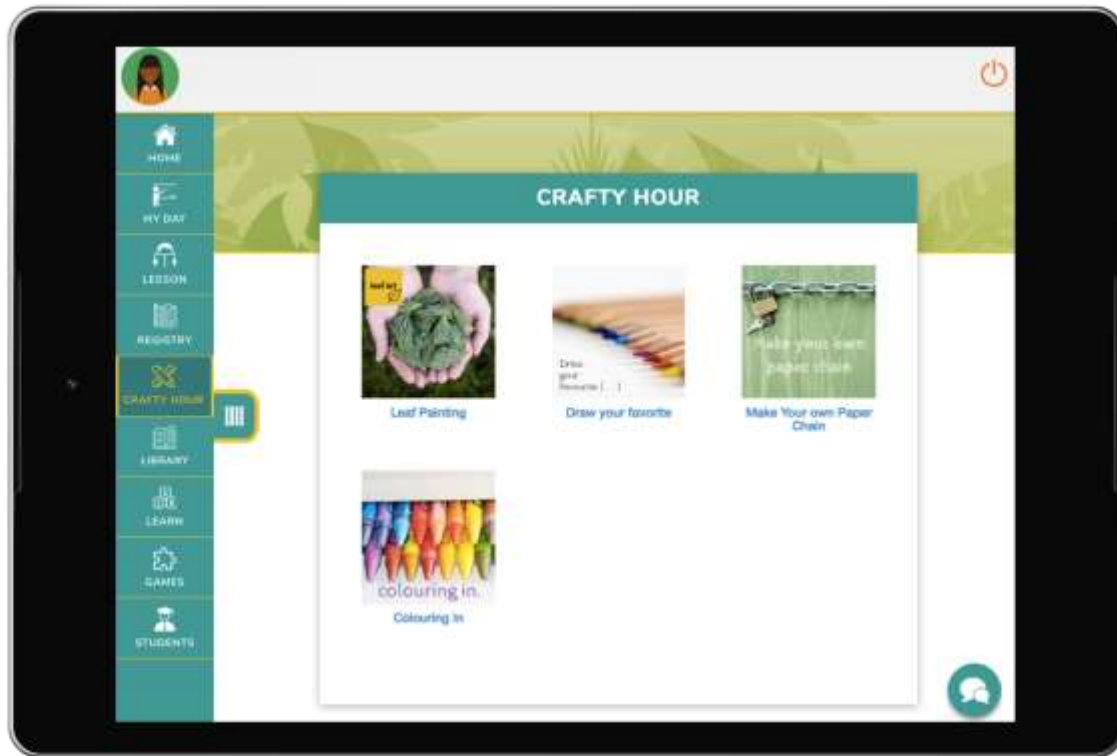 HOME
MY DAY
LESSON
REGISTRY
CRAFTY HOUR
LIBRARY
LEARN
GAMES
STUDENTS
CRAFTY HOUR
leaf art
Leaf Painting
Draw
your
favourite [ ... ]
Draw your favorite
Make your own
paper chain
Make Your own Paper
Chain
colouring in.
Colouring In